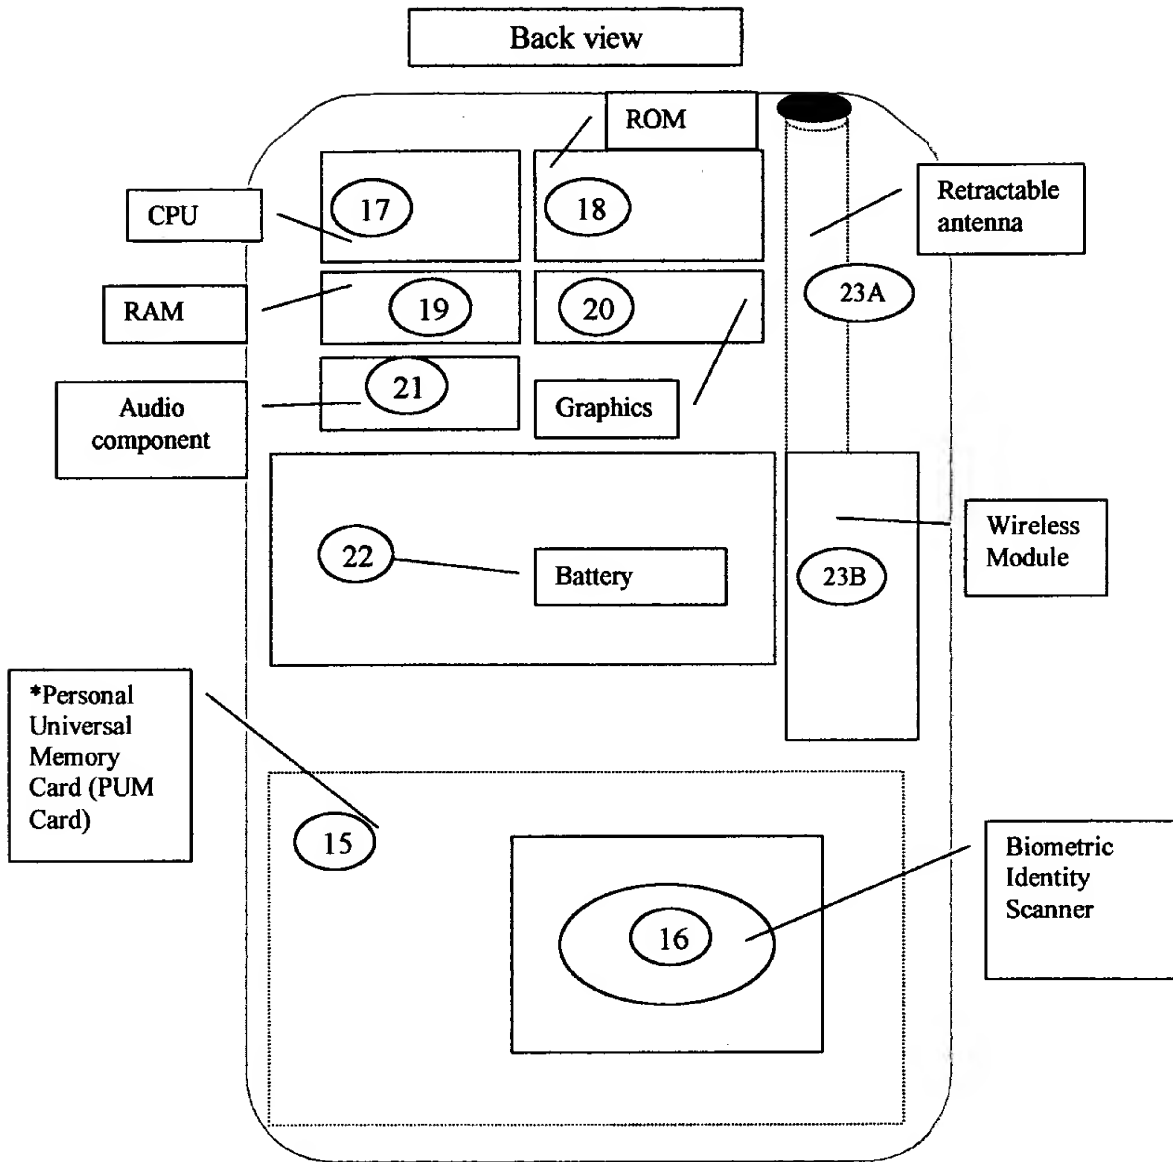 Back view
ROM
17
18
CPU
Retractable
antenna
RAM
19
20
23A
21
Audio
component
Graphics
22
Battery
23B
Wireless
Module
*Personal
Universal
Memory
Card (PUM
Card)
15
16
Biometric
Identity
Scanner